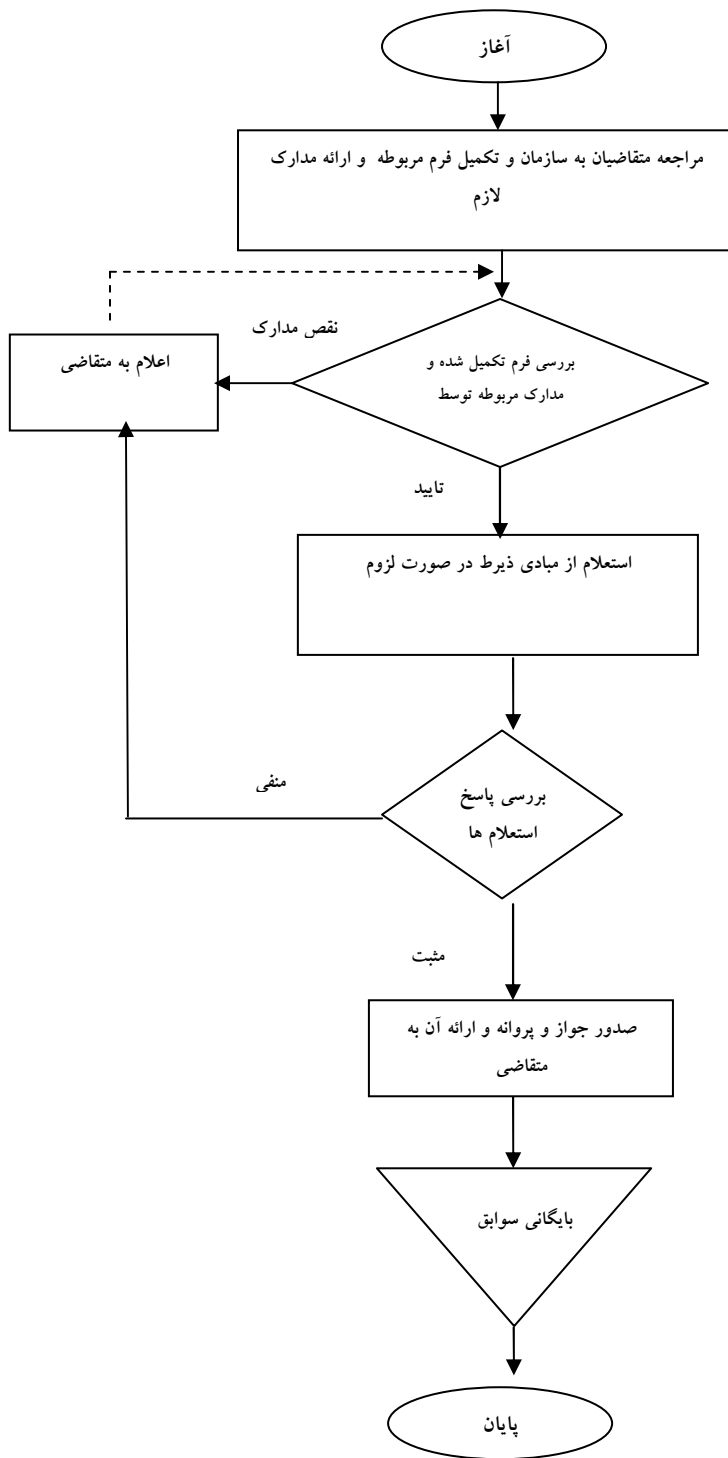 آغاز
مراجعه متقاضیان به سازمان و تکمیل فرم مربوطه و ارائه مدارک
لازم
نقص مدارک
اعلام به متقاضی
بررسی فرم تکمیل شده و
مدارک مربوطه توسط
تایید
استعلام از مبادی ذیرط در صورت لزوم
منفی
بررسی پاسخ
استعلام ها
مثبت
صدور جواز و پروانه و ارائه آن به
متقاضی
بایگانی سوابق
پایان